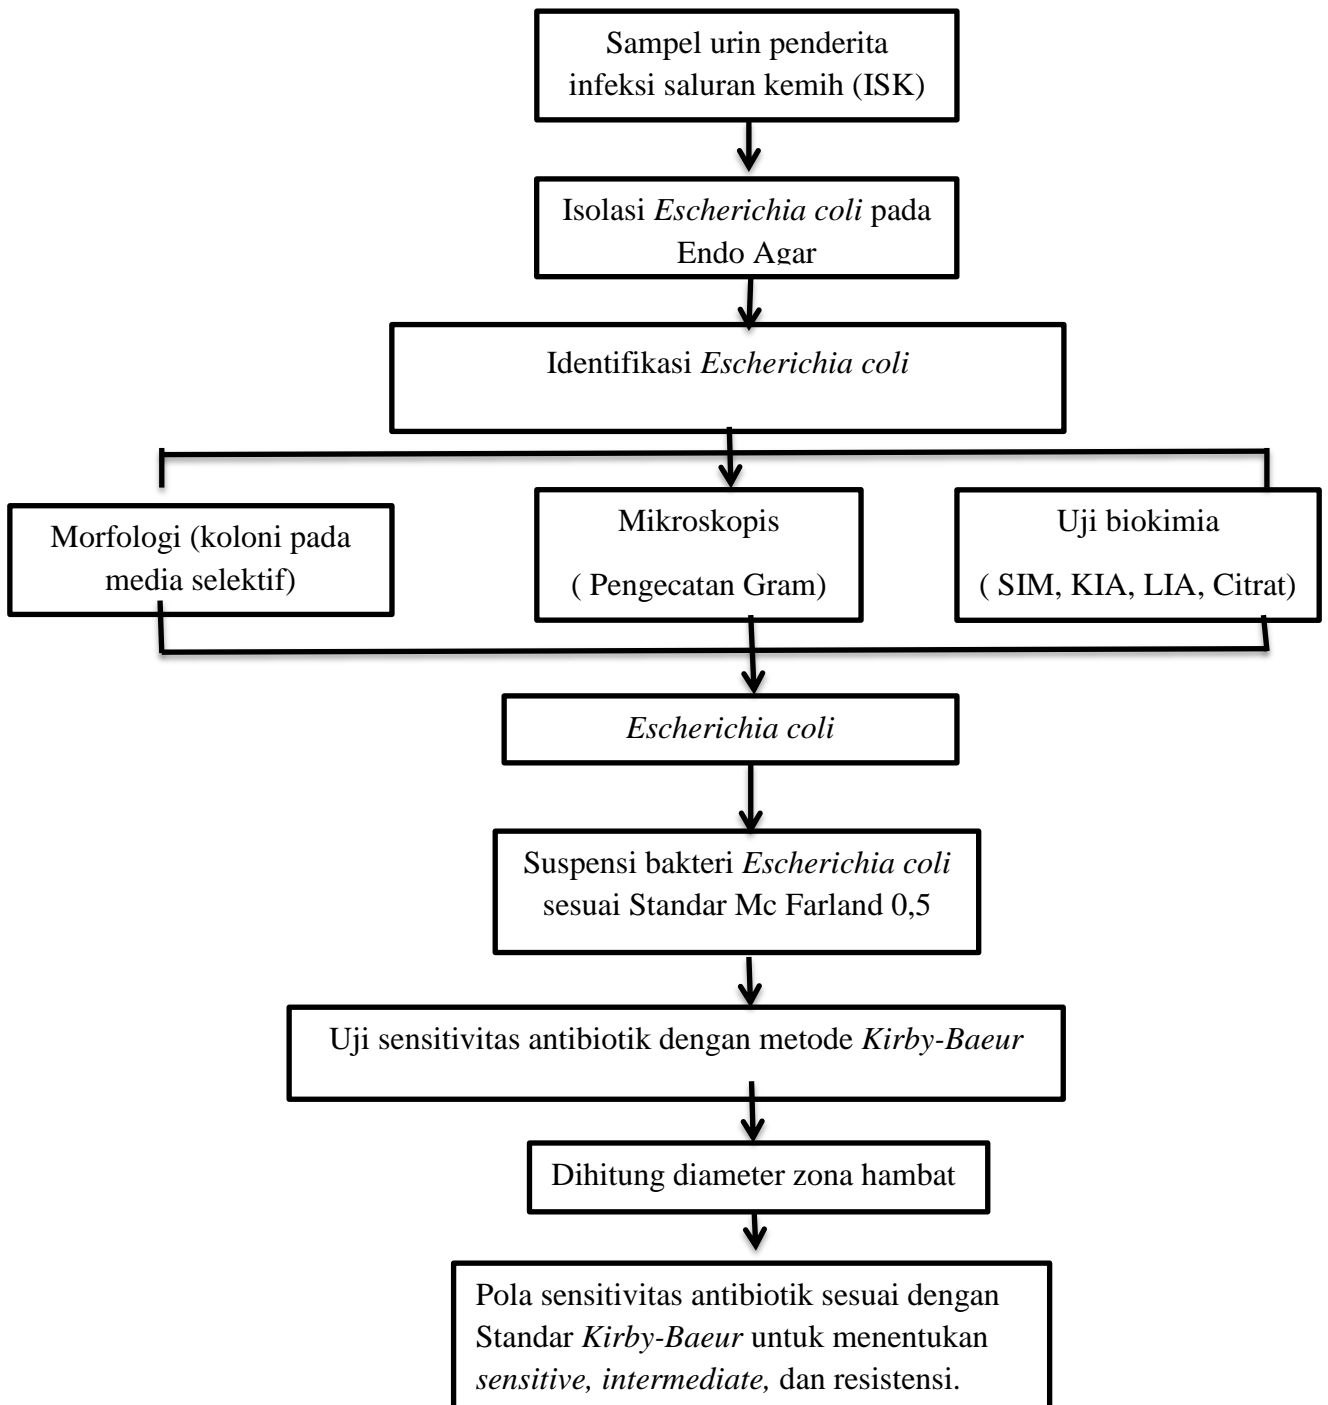 Sampel urin penderita
infeksi saluran kemih (ISK)
Isolasi Escherichia coli pada
Endo Agar
Identifikasi Escherichia coli
Morfologi (koloni pada
media selektif)
Mikroskopis
( Pengecatan Gram)
Uji biokimia
( SIM, KIA, LIA, Citrat)
Escherichia coli
Suspensi bakteri Escherichia coli
sesuai Standar Mc Farland 0,5
Uji sensitivitas antibiotik dengan metode Kirby-Baeur
Dihitung diameter zona hambat
Pola sensitivitas antibiotik sesuai dengan
Standar Kirby-Baeur untuk menentukan
sensitive, intermediate, dan resistensi.